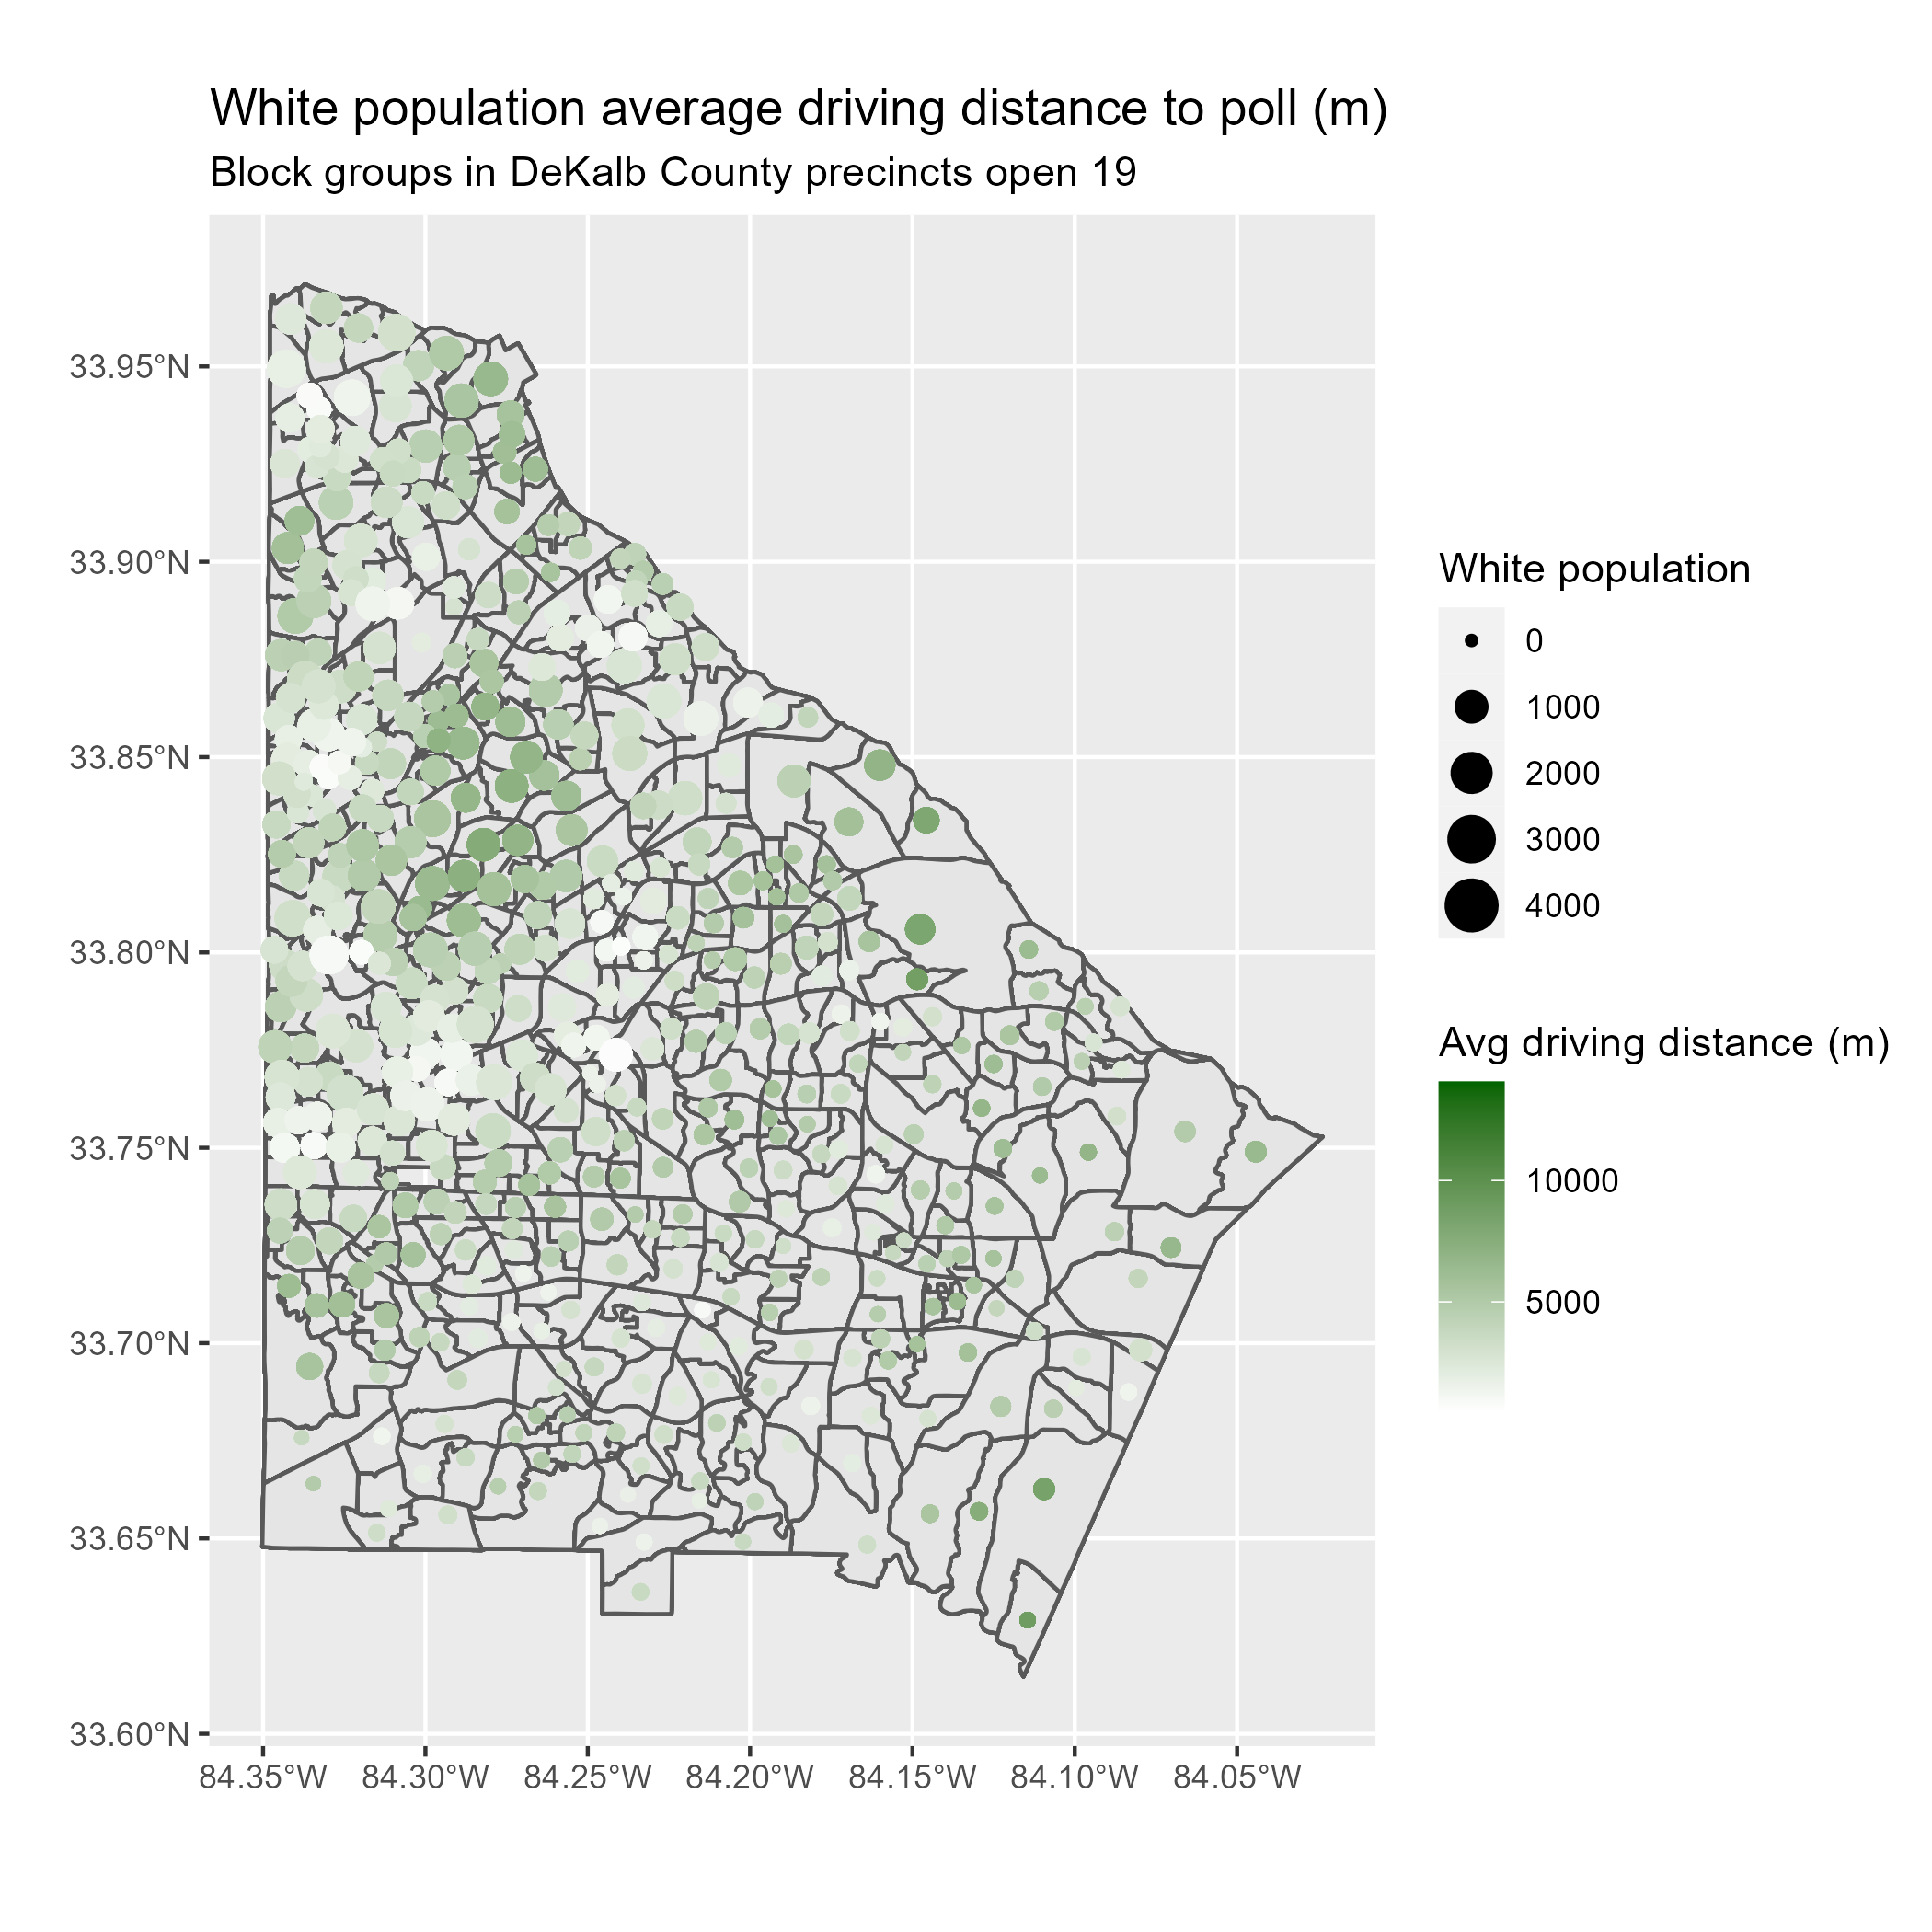 White population average driving distance to poll (m)
Block groups in DeKalb County precincts open 19
33.95°N
33.90°N
33.85°N
33.80°N
33.75°N
33.70°N
33.65°N
33.60°N
84.35°W 84.30°W 84.25°W 84.20°W 84.15°W 84.10°W 84.05°W
White population
0
1000
2000
3000
4000
Avg driving distance (m)
10000
5000